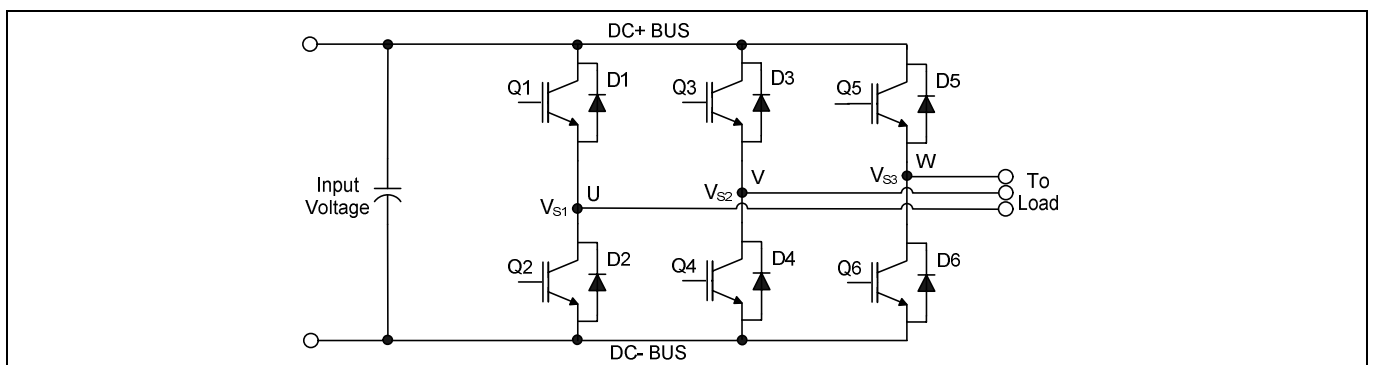 DC+ BUS
Q1
D1
Q3
D3
Q5
D5
Input
Voltage
VS1
U
VS2
V
VS3
W
To
Load
Q2
D2
Q4
D4
Q6
D6
DC- BUS